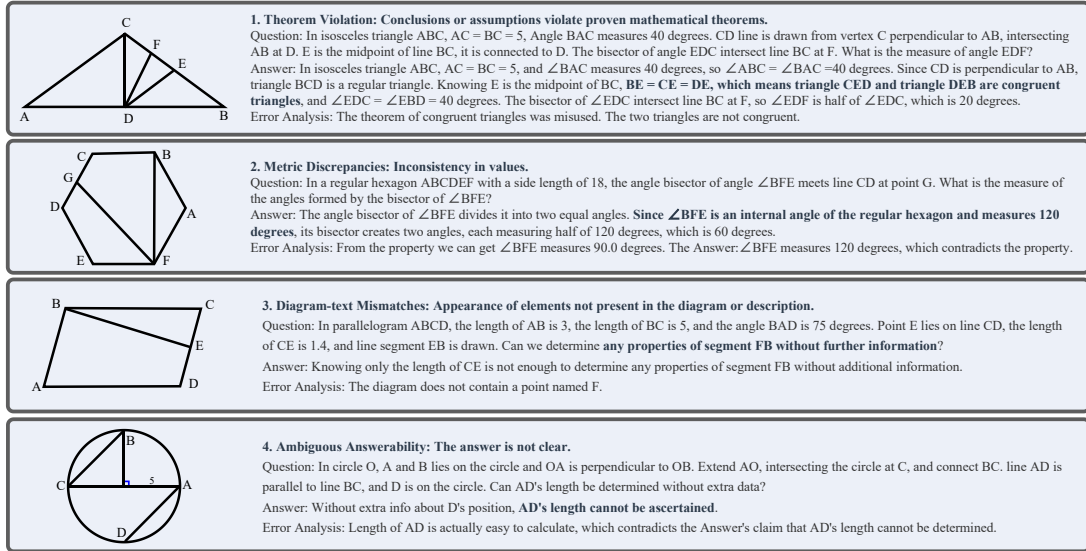 C
F
E
A
D
B
1. Theorem Violation: Conclusions or assumptions violate proven mathematical theorems.
Question: In isosceles triangle ABC, AC = BC = 5, Angle BAC measures 40 degrees. CD line is drawn from vertex C perpendicular to AB, intersecting
AB at D. E is the midpoint of line BC, it is connected to D. The bisector of angle EDC intersect line BC at F. What is the measure of angle EDF?
Answer: In isosceles triangle ABC, AC = BC = 5, and ∠BAC measures 40 degrees, so ∠ABC = ∠BAC =40 degrees. Since CD is perpendicular to AB,
triangle BCD is a regular triangle. Knowing E is the midpoint of BC, BE = CE = DE, which means triangle CED and triangle DEB are congruent
triangles, and ∠EDC = ∠EBD = 40 degrees. The bisector of ∠EDC intersect line BC at F, so ∠EDF is half of ∠EDC, which is 20 degrees.
Error Analysis: The theorem of congruent triangles was misused. The two triangles are not congruent.
C
B
G
D
A
E
F
2. Metric Discrepancies: Inconsistency in values.
Question: In a regular hexagon ABCDEF with a side length of 18, the angle bisector of angle ∠BFE meets line CD at point G. What is the measure of
the angles formed by the bisector of ∠BFE?
Answer: The angle bisector of ∠BFE divides it into two equal angles. Since ∠BFE is an internal angle of the regular hexagon and measures 120
degrees, its bisector creates two angles, each measuring half of 120 degrees, which is 60 degrees.
Error Analysis: From the property we can get ∠BFE measures 90.0 degrees. The Answer:∠BFE measures 120 degrees, which contradicts the property.
B
C
E
A
D
3. Diagram-text Mismatches: Appearance of elements not present in the diagram or description.
Question: In parallelogram ABCD, the length of AB is 3, the length of BC is 5, and the angle BAD is 75 degrees. Point E lies on line CD, the length
of CE is 1.4, and line segment EB is drawn. Can we determine any properties of segment FB without further information?
Answer: Knowing only the length of CE is not enough to determine any properties of segment FB without additional information.
Error Analysis: The diagram does not contain a point named F.
B
C
5
A
D
4. Ambiguous Answerability: The answer is not clear.
Question: In circle O, A and B lies on the circle and OA is perpendicular to OB. Extend AO, intersecting the circle at C, and connect BC. line AD is
parallel to line BC, and D is on the circle. Can AD's length be determined without extra data?
Answer: Without extra info about D's position, AD's length cannot be ascertained.
Error Analysis: Length of AD is actually easy to calculate, which contradicts the Answer's claim that AD's length cannot be determined.